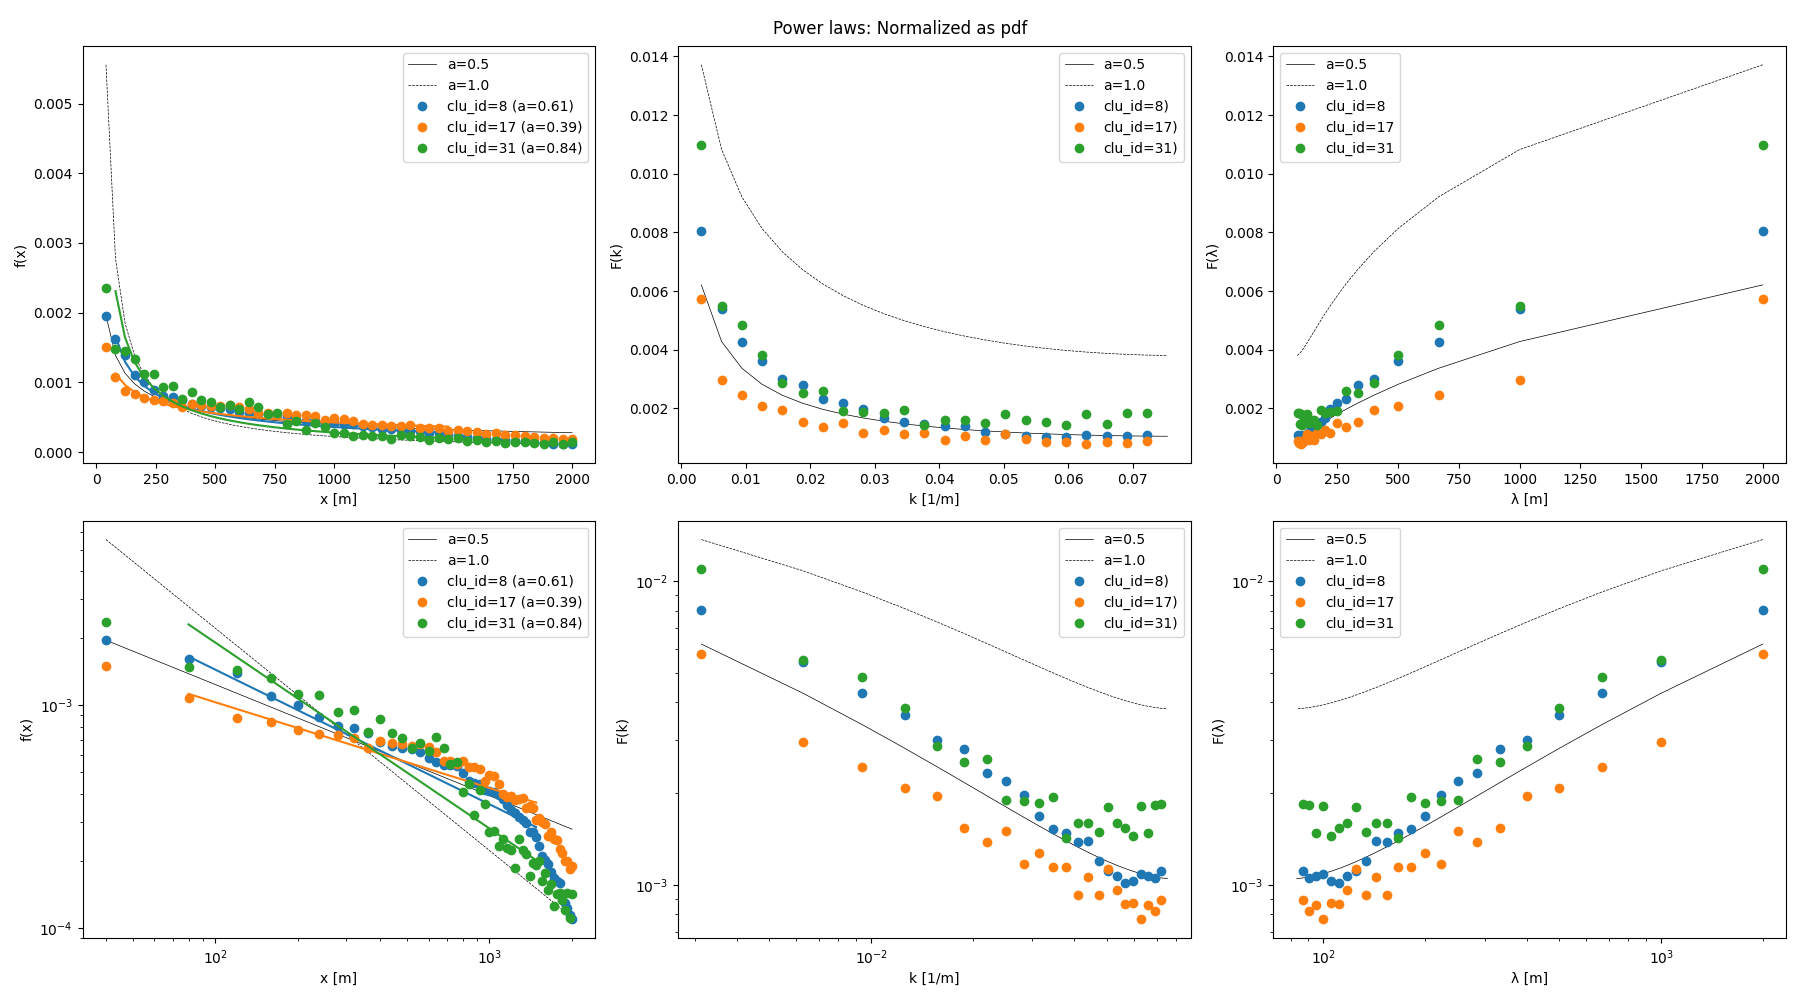 Power laws: Normalized as pdf
f(x)
0.005
0.004
0.003
0.002
0.001
0.000
a=0.5
a=1.0
clu_id=8 (a=0.61)
clu_id=17 (a=0.39)
clu_id=31 (a=0.84)
0 250 500 750 1000 1250 1500 1750 2000
x [m]
F(k)
0.014
0.012
0.010
0.008
0.006
0.004
0.002
a=0.5
a=1.0
clu_id=8)
clu_id=17)
clu_id=31)
0.00 0.01 0.02 0.03 0.04 0.05 0.06 0.07
k [1/m]
F(λ)
0.014
0.012
0.010
0.008
0.006
0.004
0.002
a=0.5
a=1.0
clu_id=8
clu_id=17
clu_id=31
0 250 500 750 1000 1250 1500 1750 2000
λ [m]
f(x)
10⁻³
10⁻⁴
a=0.5
a=1.0
clu_id=8 (a=0.61)
clu_id=17 (a=0.39)
clu_id=31 (a=0.84)
10² 10³
x [m]
F(k)
10⁻²
10⁻³
a=0.5
a=1.0
clu_id=8)
clu_id=17)
clu_id=31)
10⁻²
k [1/m]
F(λ)
10⁻²
10⁻³
a=0.5
a=1.0
clu_id=8
clu_id=17
clu_id=31
10² 10³
λ [m]